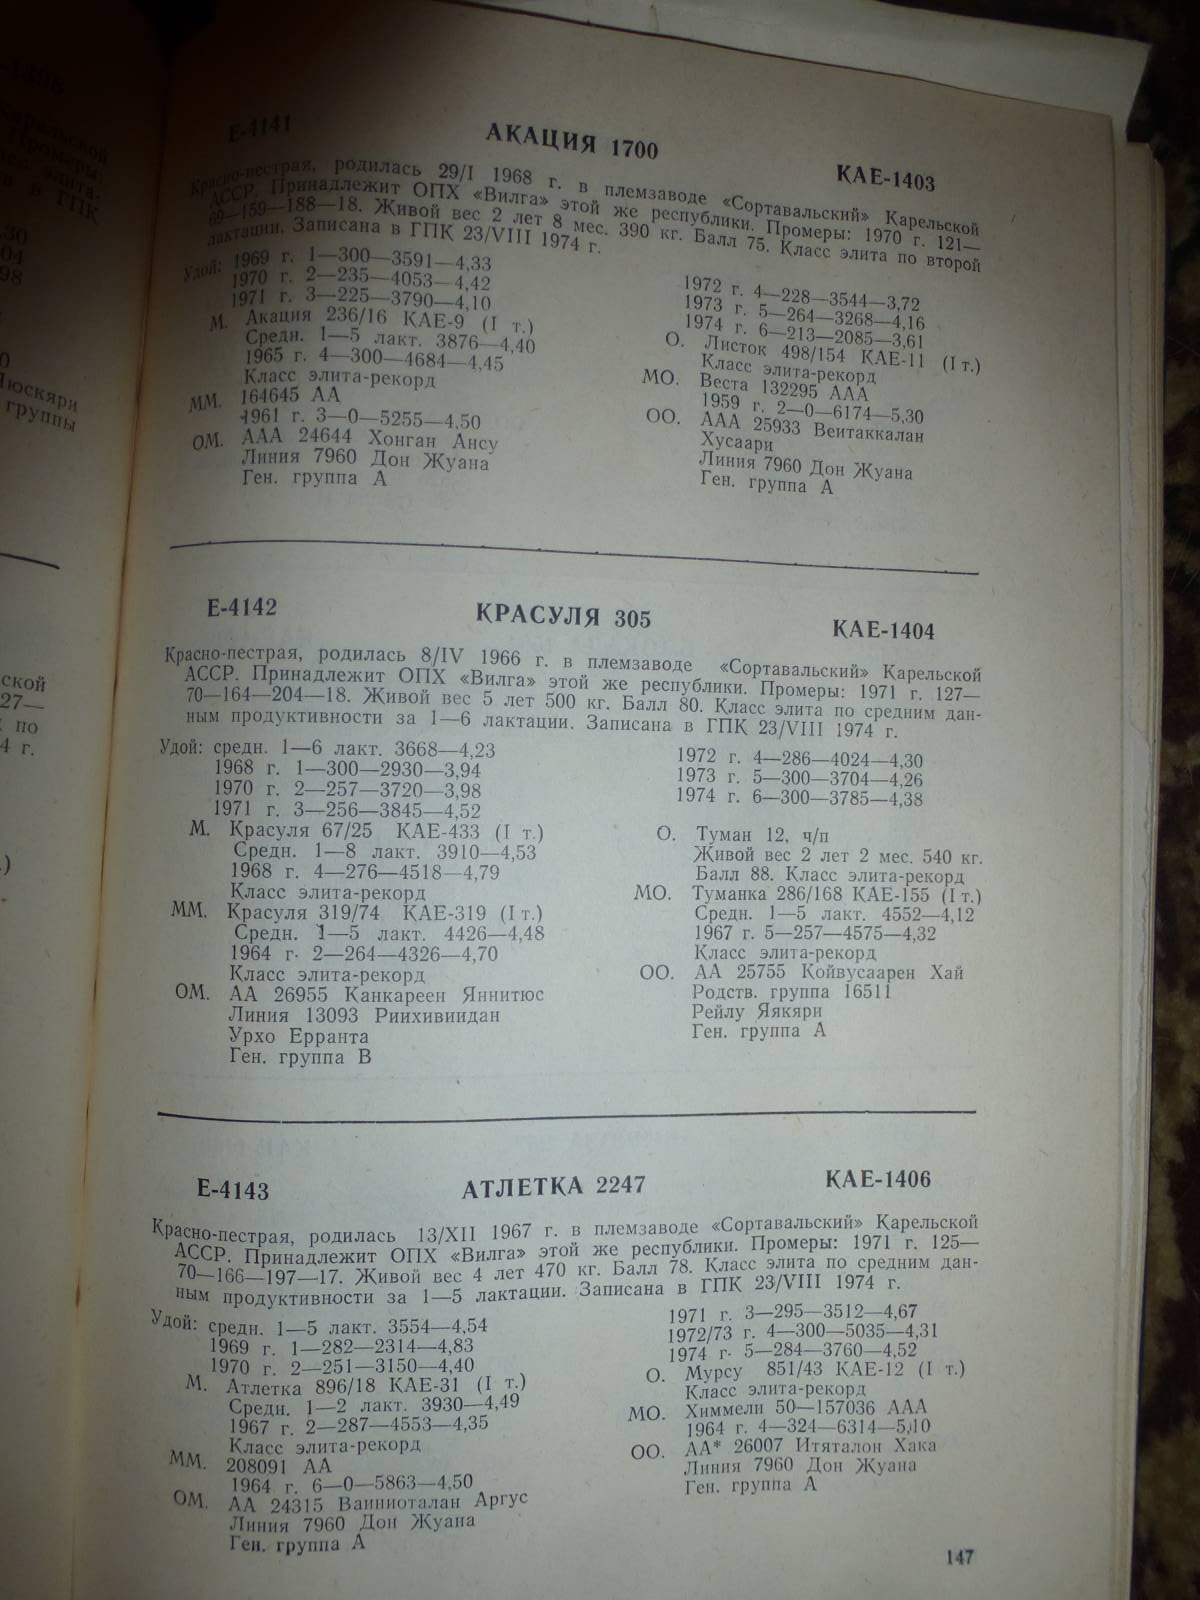 -1398
Карельской
Промеры:
элита.
в ГПК
.30
04
98
0
Люскяри
группы
ской
27—
по
4 г.
.)
Е-4141
АКАЦИЯ 1700
КАЕ-1403
Красно-пестрая, родилась 29/I 1968 г. в племзаводе «Сортавальский» Карельской
АССР. Принадлежит ОПХ «Вилга» этой же республики. Промеры: 1970 г. 121—
69—159—188—18. Живой вес 2 лет 8 мес. 390 кг. Балл 75. Класс элита по второй
лактации. Записана в ГПК 23/VIII 1974 г.
Удой: 1969 г. 1—300—3591—4,33
1970 г. 2—235—4053—4,42
1971 г. 3—225—3790—4,10
М. Акация 236/16 КАЕ-9 (I т.)
Средн. 1—5 лакт. 3876—4,40
1965 г. 4—300—4684—4,45
Класс элита-рекорд
ММ. 164645 АА
1961 г. 3—0—5255—4,50
ОМ. ААА 24644 Хонган Ансу
Линия 7960 Дон Жуана
Ген. группа А
1972 г. 4—228—3544—3,72
1973 г. 5—264—3268—4,16
1974 г. 6—213—2085—3,61
О. Листок 498/154 КАЕ-11 (I т.)
Класс элита-рекорд
МО. Веста 132295 ААА
1959 г. 2—0—6174—5,30
ОО. ААА 25933 Веитаккалан
Хусаари
Линия 7960 Дон Жуана
Ген. группа А
Е-4142
КРАСУЛЯ 305
КАЕ-1404
Красно-пестрая, родилась 8/IV 1966 г. в племзаводе «Сортавальский» Карельской
АССР. Принадлежит ОПХ «Вилга» этой же республики. Промеры: 1971 г. 127—
70—164—204—18. Живой вес 5 лет 500 кг. Балл 80. Класс элита по средним дан-
ным продуктивности за 1—6 лактации. Записана в ГПК 23/VIII 1974 г.
Удой: средн. 1—6 лакт. 3668—4,23
1968 г. 1—300—2930—3,94
1970 г. 2—257—3720—3,98
1971 г. 3—256—3845—4,52
М. Красуля 67/25 КАЕ-433 (I т.)
Средн. 1—8 лакт. 3910—4,53
1968 г. 4—276—4518—4,79
Класс элита-рекорд
ММ. Красуля 319/74 КАЕ-319 (I т.)
Средн. 1—5 лакт. 4426—4,48
1964 г. 2—264—4326—4,70
Класс элита-рекорд
ОМ. АА 26955 Канкареен Яннитюс
Линия 13093 Риихивиидан
Урхо Ерранта
Ген. группа В
1972 г. 4—286—4024—4,30
1973 г. 5—300—3704—4,26
1974 г. 6—300—3785—4,38
О. Туман 12, ч/п
Живой вес 2 лет 2 мес. 540 кг.
Балл 88. Класс элита-рекорд
МО. Туманка 286/168 КАЕ-155 (I т.)
Средн. 1—5 лакт. 4552—4,12
1967 г. 5—257—4575—4,32
Класс элита-рекорд
ОО. АА 25755 Койвусаарен Хай
Родств. группа 16511
Рейлу Яякяри
Ген. группа А
Е-4143
АТЛЕТКА 2247
КАЕ-1406
Красно-пестрая, родилась 13/XII 1967 г. в племзаводе «Сортавальский» Карельской
АССР. Принадлежит ОПХ «Вилга» этой же республики. Промеры: 1971 г. 125—
70—166—197—17. Живой вес 4 лет 470 кг. Балл 78. Класс элита по средним дан-
ным продуктивности за 1—5 лактации. Записана в ГПК 23/VIII 1974 г.
Удой: средн. 1—5 лакт. 3554—4,54
1969 г. 1—282—2314—4,83
1970 г. 2—251—3150—4,40
М. Атлетка 896/18 КАЕ-31 (I т.)
Средн. 1—2 лакт. 3930—4,49
1967 г. 2—287—4553—4,35
Класс элита-рекорд
ММ. 208091 АА
1964 г. 6—0—5863—4,50
ОМ. АА 24315 Ваиниоталан Аргус
Линия 7960 Дон Жуана
Ген. группа А
1971 г. 3—295—3512—4,67
1972/73 г. 4—300—5035—4,31
1974 г. 5—284—3760—4,52
О. Мурсу 851/43 КАЕ-12 (I т.)
Класс элита-рекорд
МО. Химмели 50—157036 ААА
1964 г. 4—324—6314—5,10
ОО. АА* 26007 Итяталон Хака
Линия 7960 Дон Жуана
Ген. группа А
147